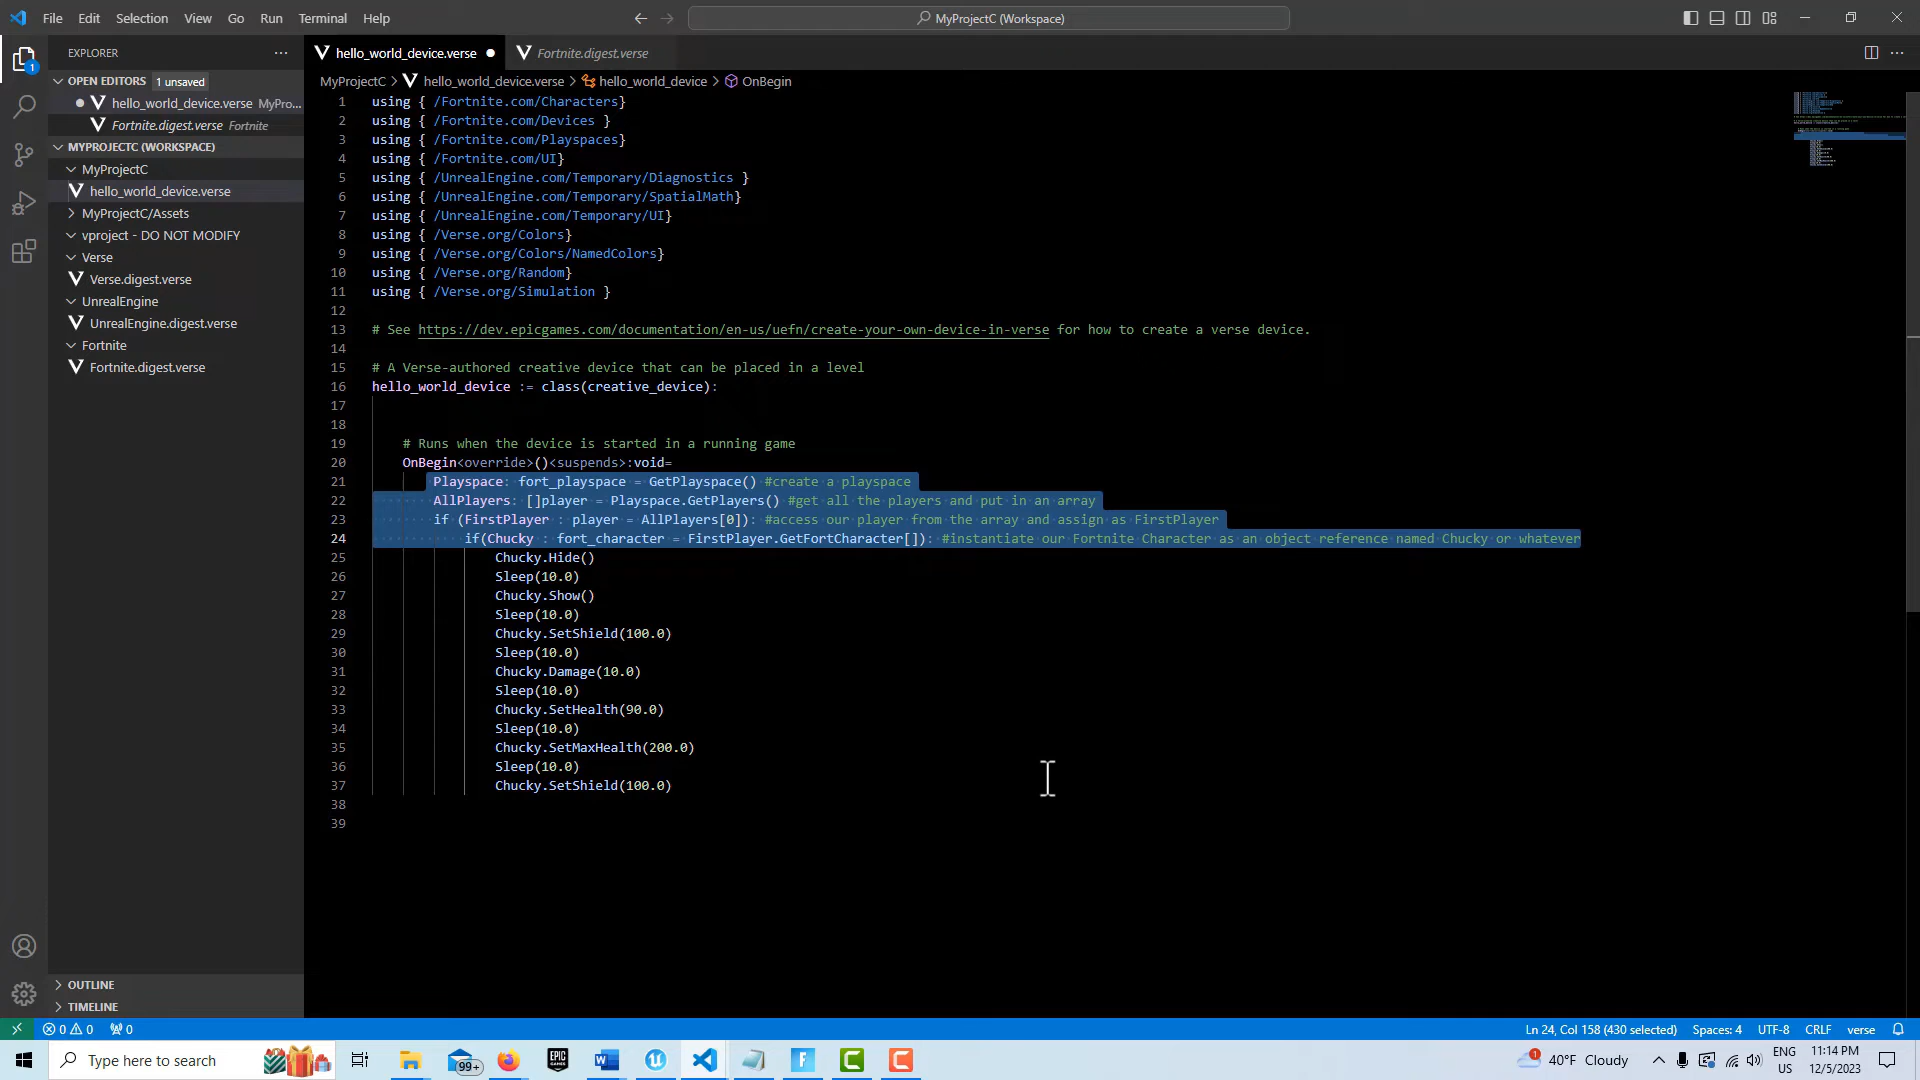 File Edit Selection View Go Run Terminal Help
MyProjectC (Workspace)
EXPLORER
OPEN EDITORS 1 unsaved
hello_world_device.verse MyPro...
Fortnite.digest.verse Fortnite
MYPROJECTC (WORKSPACE)
MyProjectC
hello_world_device.verse
MyProjectC/Assets
vproject - DO NOT MODIFY
Verse
Verse.digest.verse
UnrealEngine
UnrealEngine.digest.verse
Fortnite
Fortnite.digest.verse
OUTLINE
TIMELINE
hello_world_device.verse
Fortnite.digest.verse
MyProjectC > hello_world_device.verse > hello_world_device > OnBegin
1 using { /Fortnite.com/Characters}
2 using { /Fortnite.com/Devices }
3 using { /Fortnite.com/Playspaces}
4 using { /Fortnite.com/UI}
5 using { /UnrealEngine.com/Temporary/Diagnostics }
6 using { /UnrealEngine.com/Temporary/SpatialMath}
7 using { /UnrealEngine.com/Temporary/UI}
8 using { /Verse.org/Colors}
9 using { /Verse.org/Colors/NamedColors}
10 using { /Verse.org/Random}
11 using { /Verse.org/Simulation }
12
13 # See https://dev.epicgames.com/documentation/en-us/uefn/create-your-own-device-in-verse for how to create a verse device.
14
15 # A Verse-authored creative device that can be placed in a level
16 hello_world_device := class(creative_device):
17
18
19 # Runs when the device is started in a running game
20 OnBegin<override>()<suspends>:void=
21 Playspace: fort_playspace = GetPlayspace() #create a playspace
22 AllPlayers: []player = Playspace.GetPlayers() #get all the players and put in an array
23 if (FirstPlayer : player = AllPlayers[0]): #access our player from the array and assign as FirstPlayer
24 if(Chucky : fort_character = FirstPlayer.GetFortCharacter[]): #instantiate our Fortnite Character as an object reference named Chucky or whatever
25 Chucky.Hide()
26 Sleep(10.0)
27 Chucky.Show()
28 Sleep(10.0)
29 Chucky.SetShield(100.0)
30 Sleep(10.0)
31 Chucky.Damage(10.0)
32 Sleep(10.0)
33 Chucky.SetHealth(90.0)
34 Sleep(10.0)
35 Chucky.SetMaxHealth(200.0)
36 Sleep(10.0)
37 Chucky.SetShield(100.0)
38
39
0 0 0 Ln 24, Col 158 (430 selected) Spaces: 4 UTF-8 CRLF verse
Type here to search
99+
40°F Cloudy
ENG
US
11:14 PM
12/5/2023